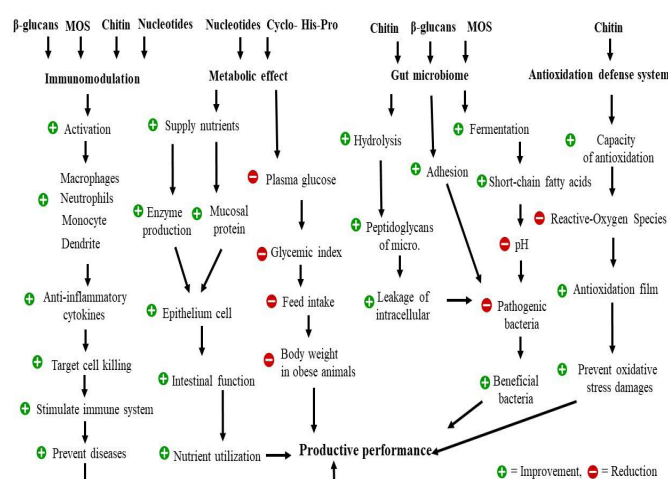 β-glucans MOS Chitin Nucleotides
Immunomodulation
Activation
Macrophages
Neutrophils
Monocyte
Dendrite
Anti-inflammatory
cytokines
Target cell killing
Stimulate immune system
Prevent diseases
Nucleotides Cyclo- His-Pro
Metabolic effect
Supply nutrients
Enzyme
production
Mucosal
protein
Epithelium cell
Intestinal function
Nutrient utilization
Plasma glucose
Glycemic index
Feed intake
Body weight
in obese animals
Productive performance
Chitin β-glucans MOS
Gut microbiome
Hydrolysis
Peptidoglycans
of micro.
Leakage of
intracellular
Adhesion
Fermentation
Short-chain fatty acids
pH
Pathogenic
bacteria
Beneficial
bacteria
Chitin
Antioxidation defense system
Capacity
of antioxidation
Reactive-Oxygen Species
Antioxidation film
Prevent oxidative
stress damages
+ = Improvement, − = Reduction